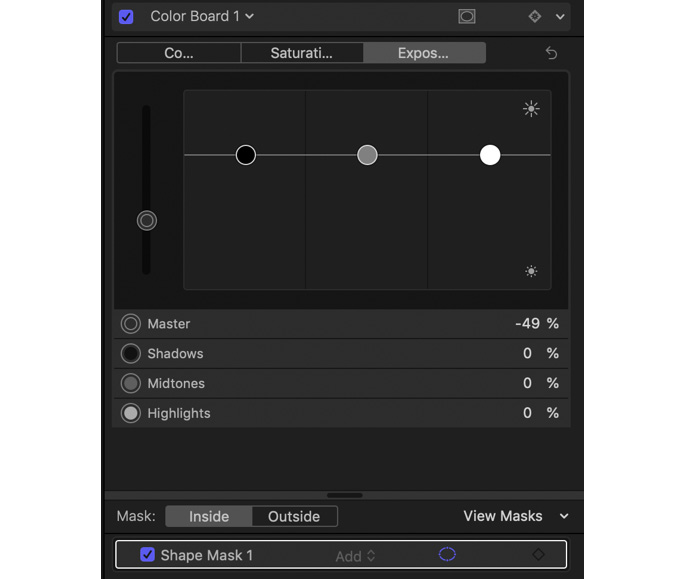 Color Board 1
Co... Saturati... Expos...
Master -49 %
Shadows 0 %
Midtones 0 %
Highlights 0 %
Mask: Inside Outside View Masks
Shape Mask 1 Add